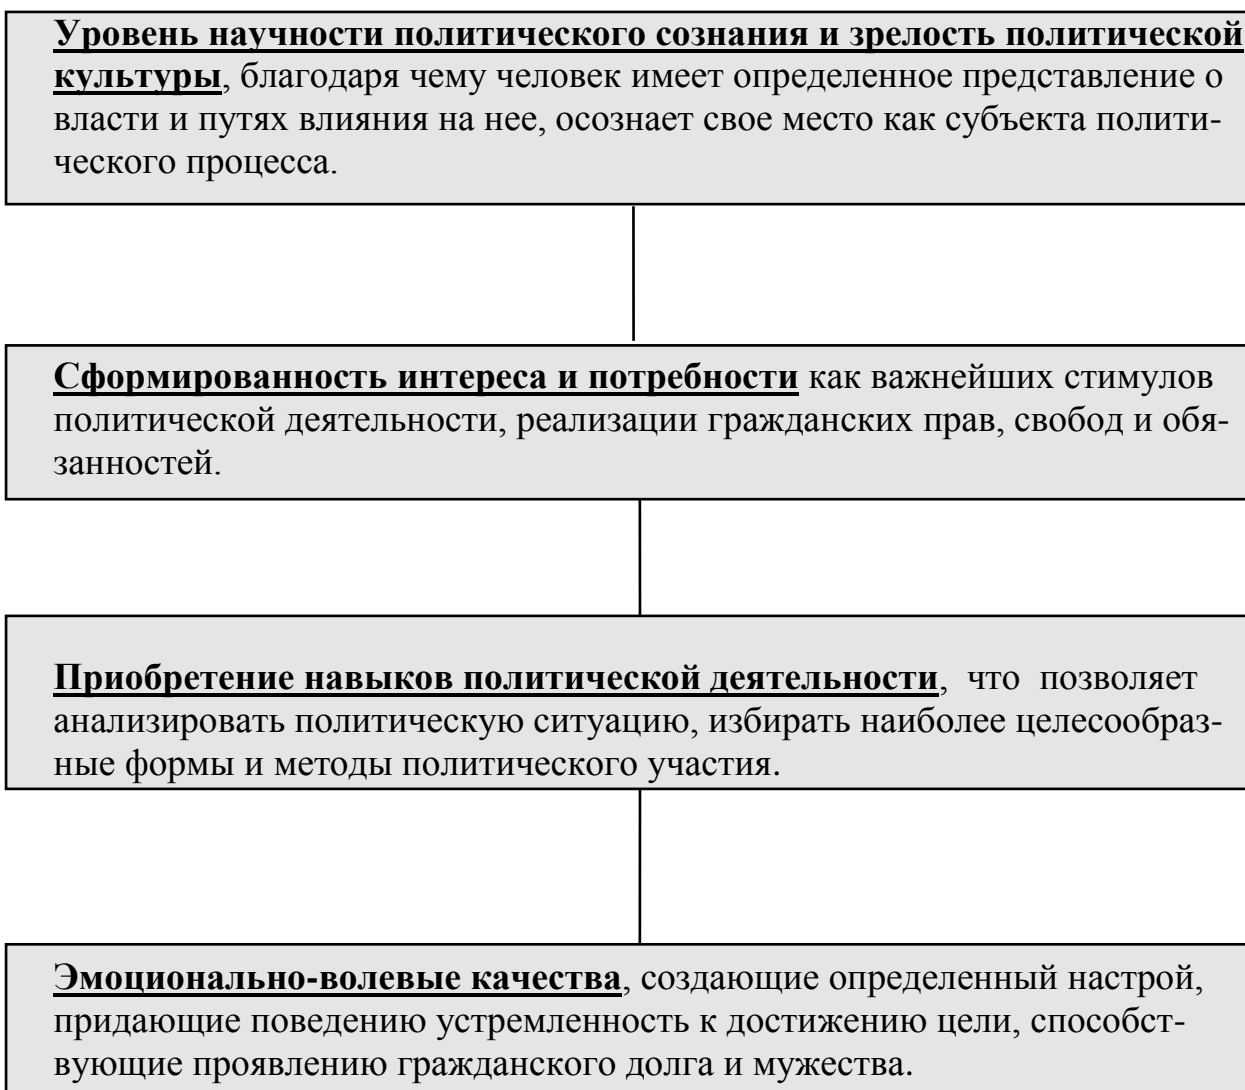 Уровень научности политического сознания и зрелость политической
культуры, благодаря чему человек имеет определенное представление о
власти и путях влияния на нее, осознает свое место как субъекта полити-
ческого процесса.
Сформированность интереса и потребности как важнейших стимулов
политической деятельности, реализации гражданских прав, свобод и обя-
занностей.
Приобретение навыков политической деятельности, что позволяет
анализировать политическую ситуацию, избирать наиболее целесообраз-
ные формы и методы политического участия.
Эмоционально-волевые качества, создающие определенный настрой,
придающие поведению устремленность к достижению цели, способст-
вующие проявлению гражданского долга и мужества.